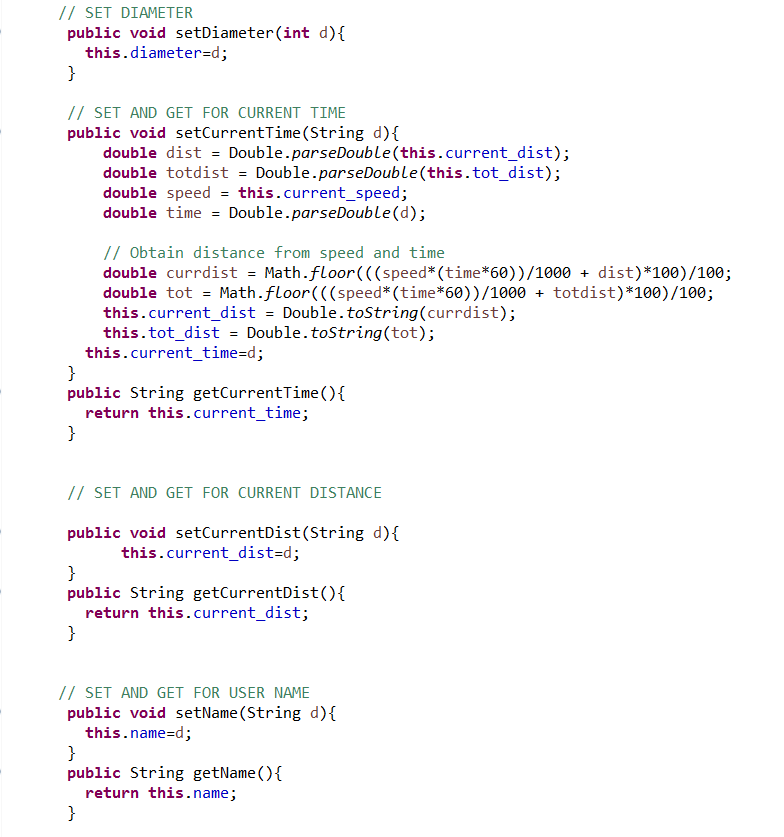 // SET DIAMETER
public void setDiameter(int d){
this.diameter=d;
}
// SET AND GET FOR CURRENT TIME
public void setCurrentTime(String d){
double dist = Double.parseDouble(this.current_dist);
double totdist = Double.parseDouble(this.tot_dist);
double speed = this.current_speed;
double time = Double.parseDouble(d);
// Obtain distance from speed and time
double currdist = Math.floor(((speed*(time*60))/1000 + dist)*100)/100;
double tot = Math.floor(((speed*(time*60))/1000 + totdist)*100)/100;
this.current_dist = Double.toString(currdist);
this.tot_dist = Double.toString(tot);
this.current_time=d;
}
public String getCurrentTime(){
return this.current_time;
}
// SET AND GET FOR CURRENT DISTANCE
public void setCurrentDist(String d){
this.current_dist=d;
}
public String getCurrentDist(){
return this.current_dist;
}
// SET AND GET FOR USER NAME
public void setName(String d){
this.name=d;
}
public String getName(){
return this.name;
}